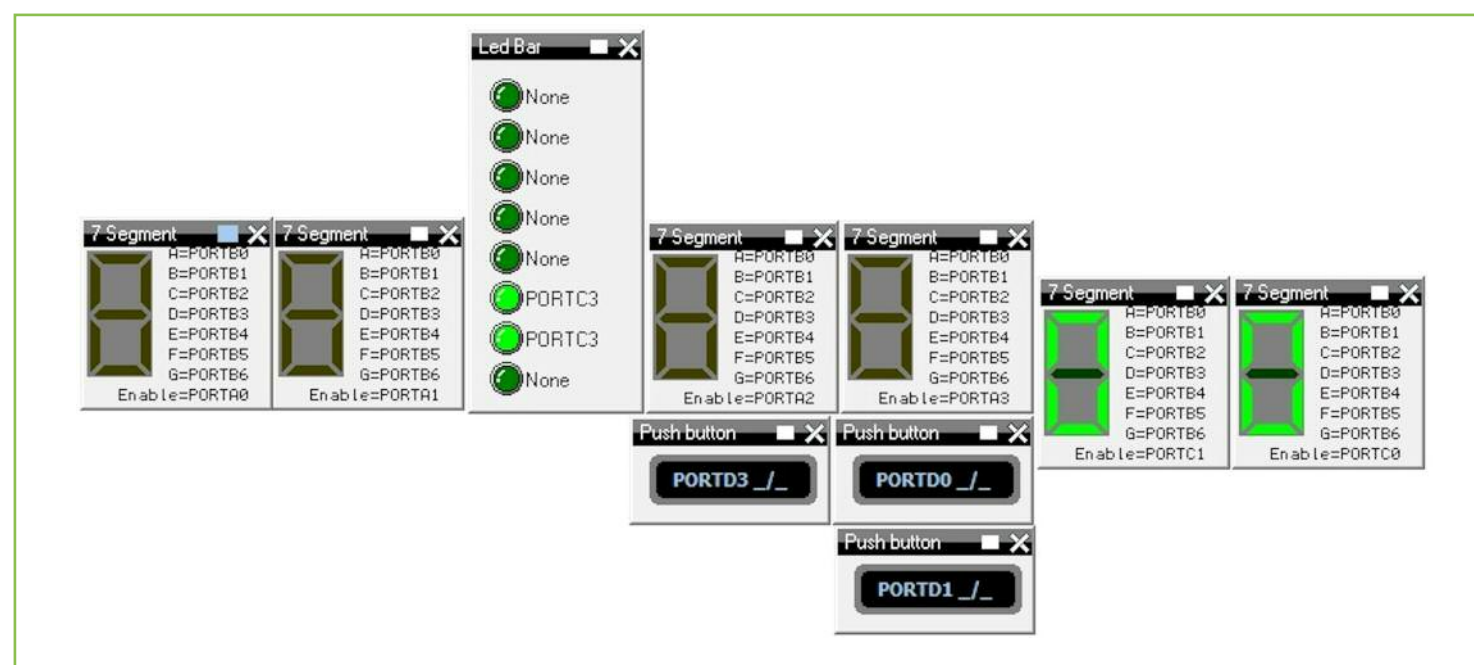 Led Bar
None
None
None
None
None
PORTC3
PORTC3
None
7 Segment
A=PORTB0
B=PORTB1
C=PORTB2
D=PORTB3
E=PORTB4
F=PORTB5
G=PORTB6
Enable=PORTA0
7 Segment
A=PORTB0
B=PORTB1
C=PORTB2
D=PORTB3
E=PORTB4
F=PORTB5
G=PORTB6
Enable=PORTA1
7 Segment
A=PORTB0
B=PORTB1
C=PORTB2
D=PORTB3
E=PORTB4
F=PORTB5
G=PORTB6
Enable=PORTA2
7 Segment
A=PORTB0
B=PORTB1
C=PORTB2
D=PORTB3
E=PORTB4
F=PORTB5
G=PORTB6
Enable=PORTA3
7 Segment
A=PORTB0
B=PORTB1
C=PORTB2
D=PORTB3
E=PORTB4
F=PORTB5
G=PORTB6
Enable=PORTC1
7 Segment
A=PORTB0
B=PORTB1
C=PORTB2
D=PORTB3
E=PORTB4
F=PORTB5
G=PORTB6
Enable=PORTC0
Push button
PORTD3 _/_
Push button
PORTD0 _/_
Push button
PORTD1 _/_